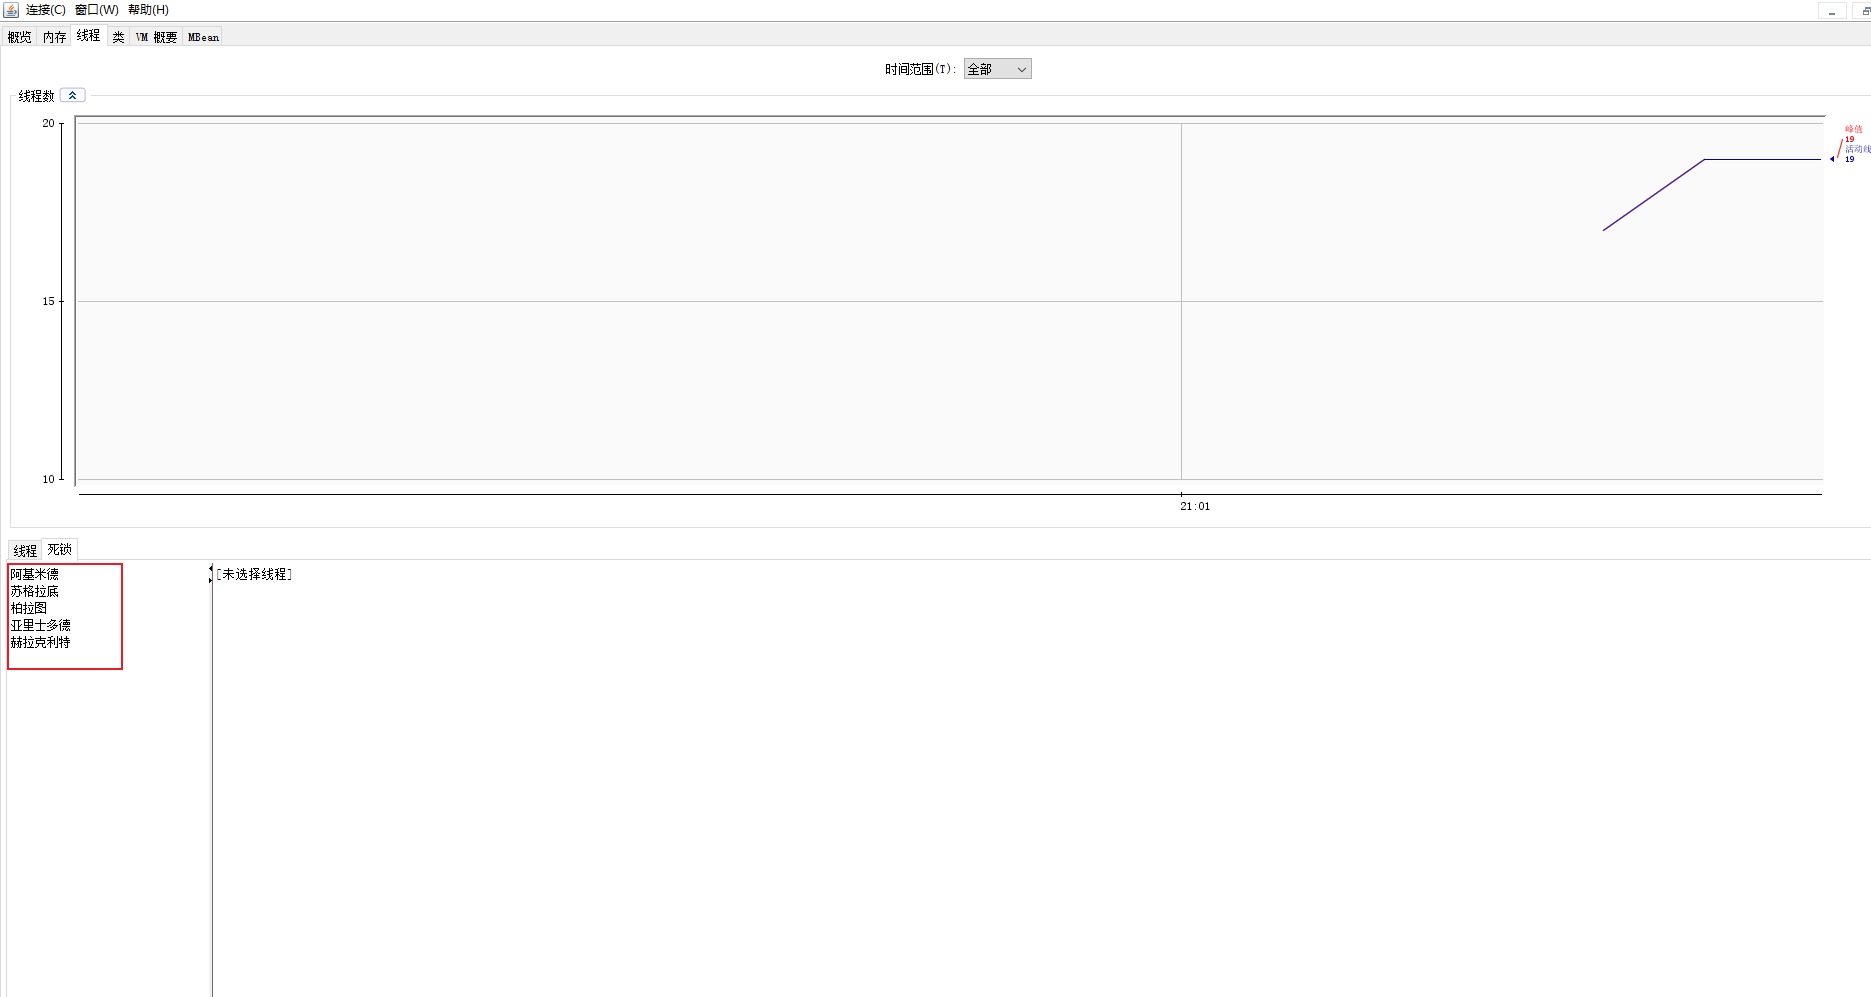 连接(C) 窗口(W) 帮助(H)
概览 内存 线程 类 VM 概要 MBean
时间范围(T): 全部
线程数
20
15
10
21:01
峰值
19
活动线
19
线程 死锁
阿基米德
苏格拉底
柏拉图
亚里士多德
赫拉克利特
[未选择线程]